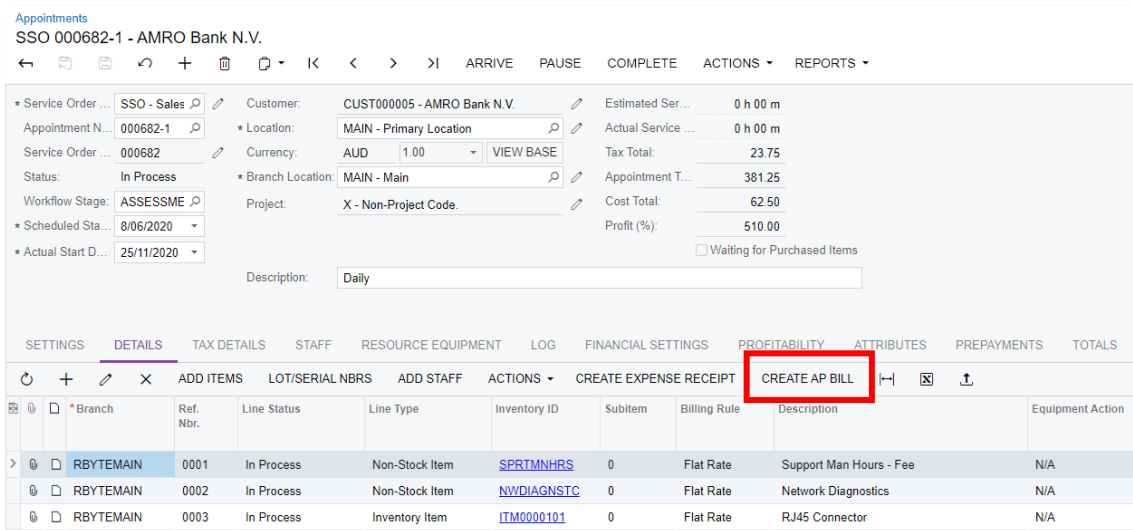 Appointments
SSO 000682-1 - AMRO Bank N.V.
ARRIVE PAUSE COMPLETE ACTIONS REPORTS
* Service Order ... SSO - Sales Customer: CUST000005 - AMRO Bank N.V. Estimated Ser... 0 h 00 m
Appointment N... 000682-1 * Location: MAIN - Primary Location Actual Service ... 0 h 00 m
Service Order ... 000682 Currency: AUD 1.00 VIEW BASE Tax Total: 23.75
Status: In Process * Branch Location: MAIN - Main Appointment T... 381.25
Workflow Stage: ASSESSME Project: X - Non-Project Code. Cost Total: 62.50
* Scheduled Sta... 8/06/2020 Profit (%): 510.00
* Actual Start D... 25/11/2020 Waiting for Purchased Items
Description: Daily
SETTINGS DETAILS TAX DETAILS STAFF RESOURCE EQUIPMENT LOG FINANCIAL SETTINGS PROFITABILITY ATTRIBUTES PREPAYMENTS TOTALS
ADD ITEMS LOT/SERIAL NBRS ADD STAFF ACTIONS CREATE EXPENSE RECEIPT CREATE AP BILL
* Branch Ref. Nbr. Line Status Line Type Inventory ID Subitem Billing Rule Description Equipment Action
RBYTEMAIN 0001 In Process Non-Stock Item SPRTMNHRS 0 Flat Rate Support Man Hours - Fee N/A
RBYTEMAIN 0002 In Process Non-Stock Item NWDIAGNSTC 0 Flat Rate Network Diagnostics N/A
RBYTEMAIN 0003 In Process Inventory Item ITM0000101 0 Flat Rate RJ45 Connector N/A